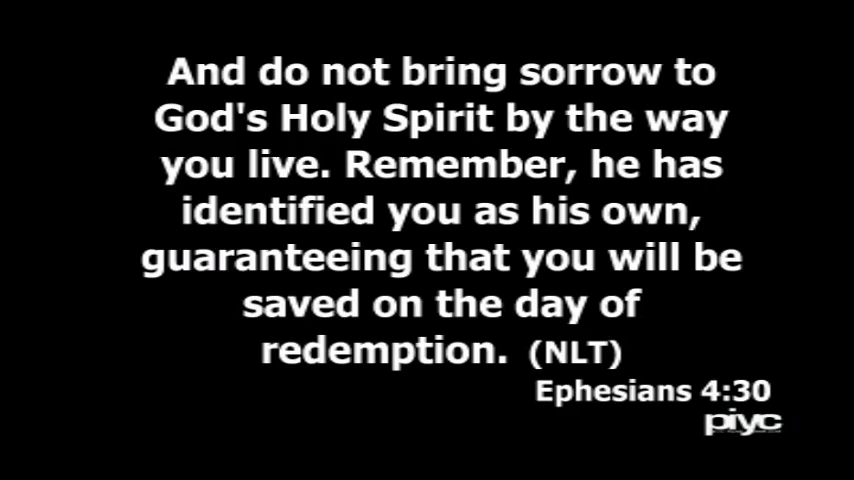 And do not bring sorrow to
God's Holy Spirit by the way
you live. Remember, he has
identified you as his own,
guaranteeing that you will be
saved on the day of
redemption. (NLT)
Ephesians 4:30
piyc